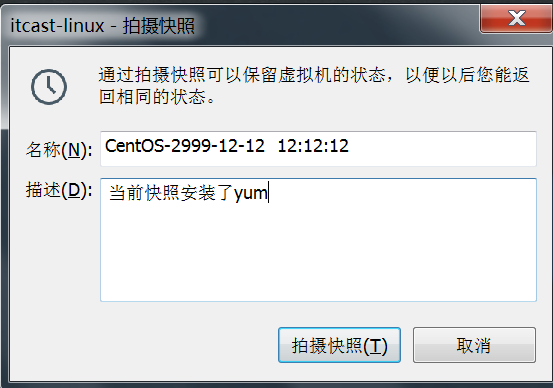 itcast-linux - 拍摄快照
通过拍摄快照可以保留虚拟机的状态，以便以后您能返
回相同的状态。
名称(N): CentOS-2999-12-12  12:12:12
描述(D): 当前快照安装了yum
拍摄快照(T) 取消